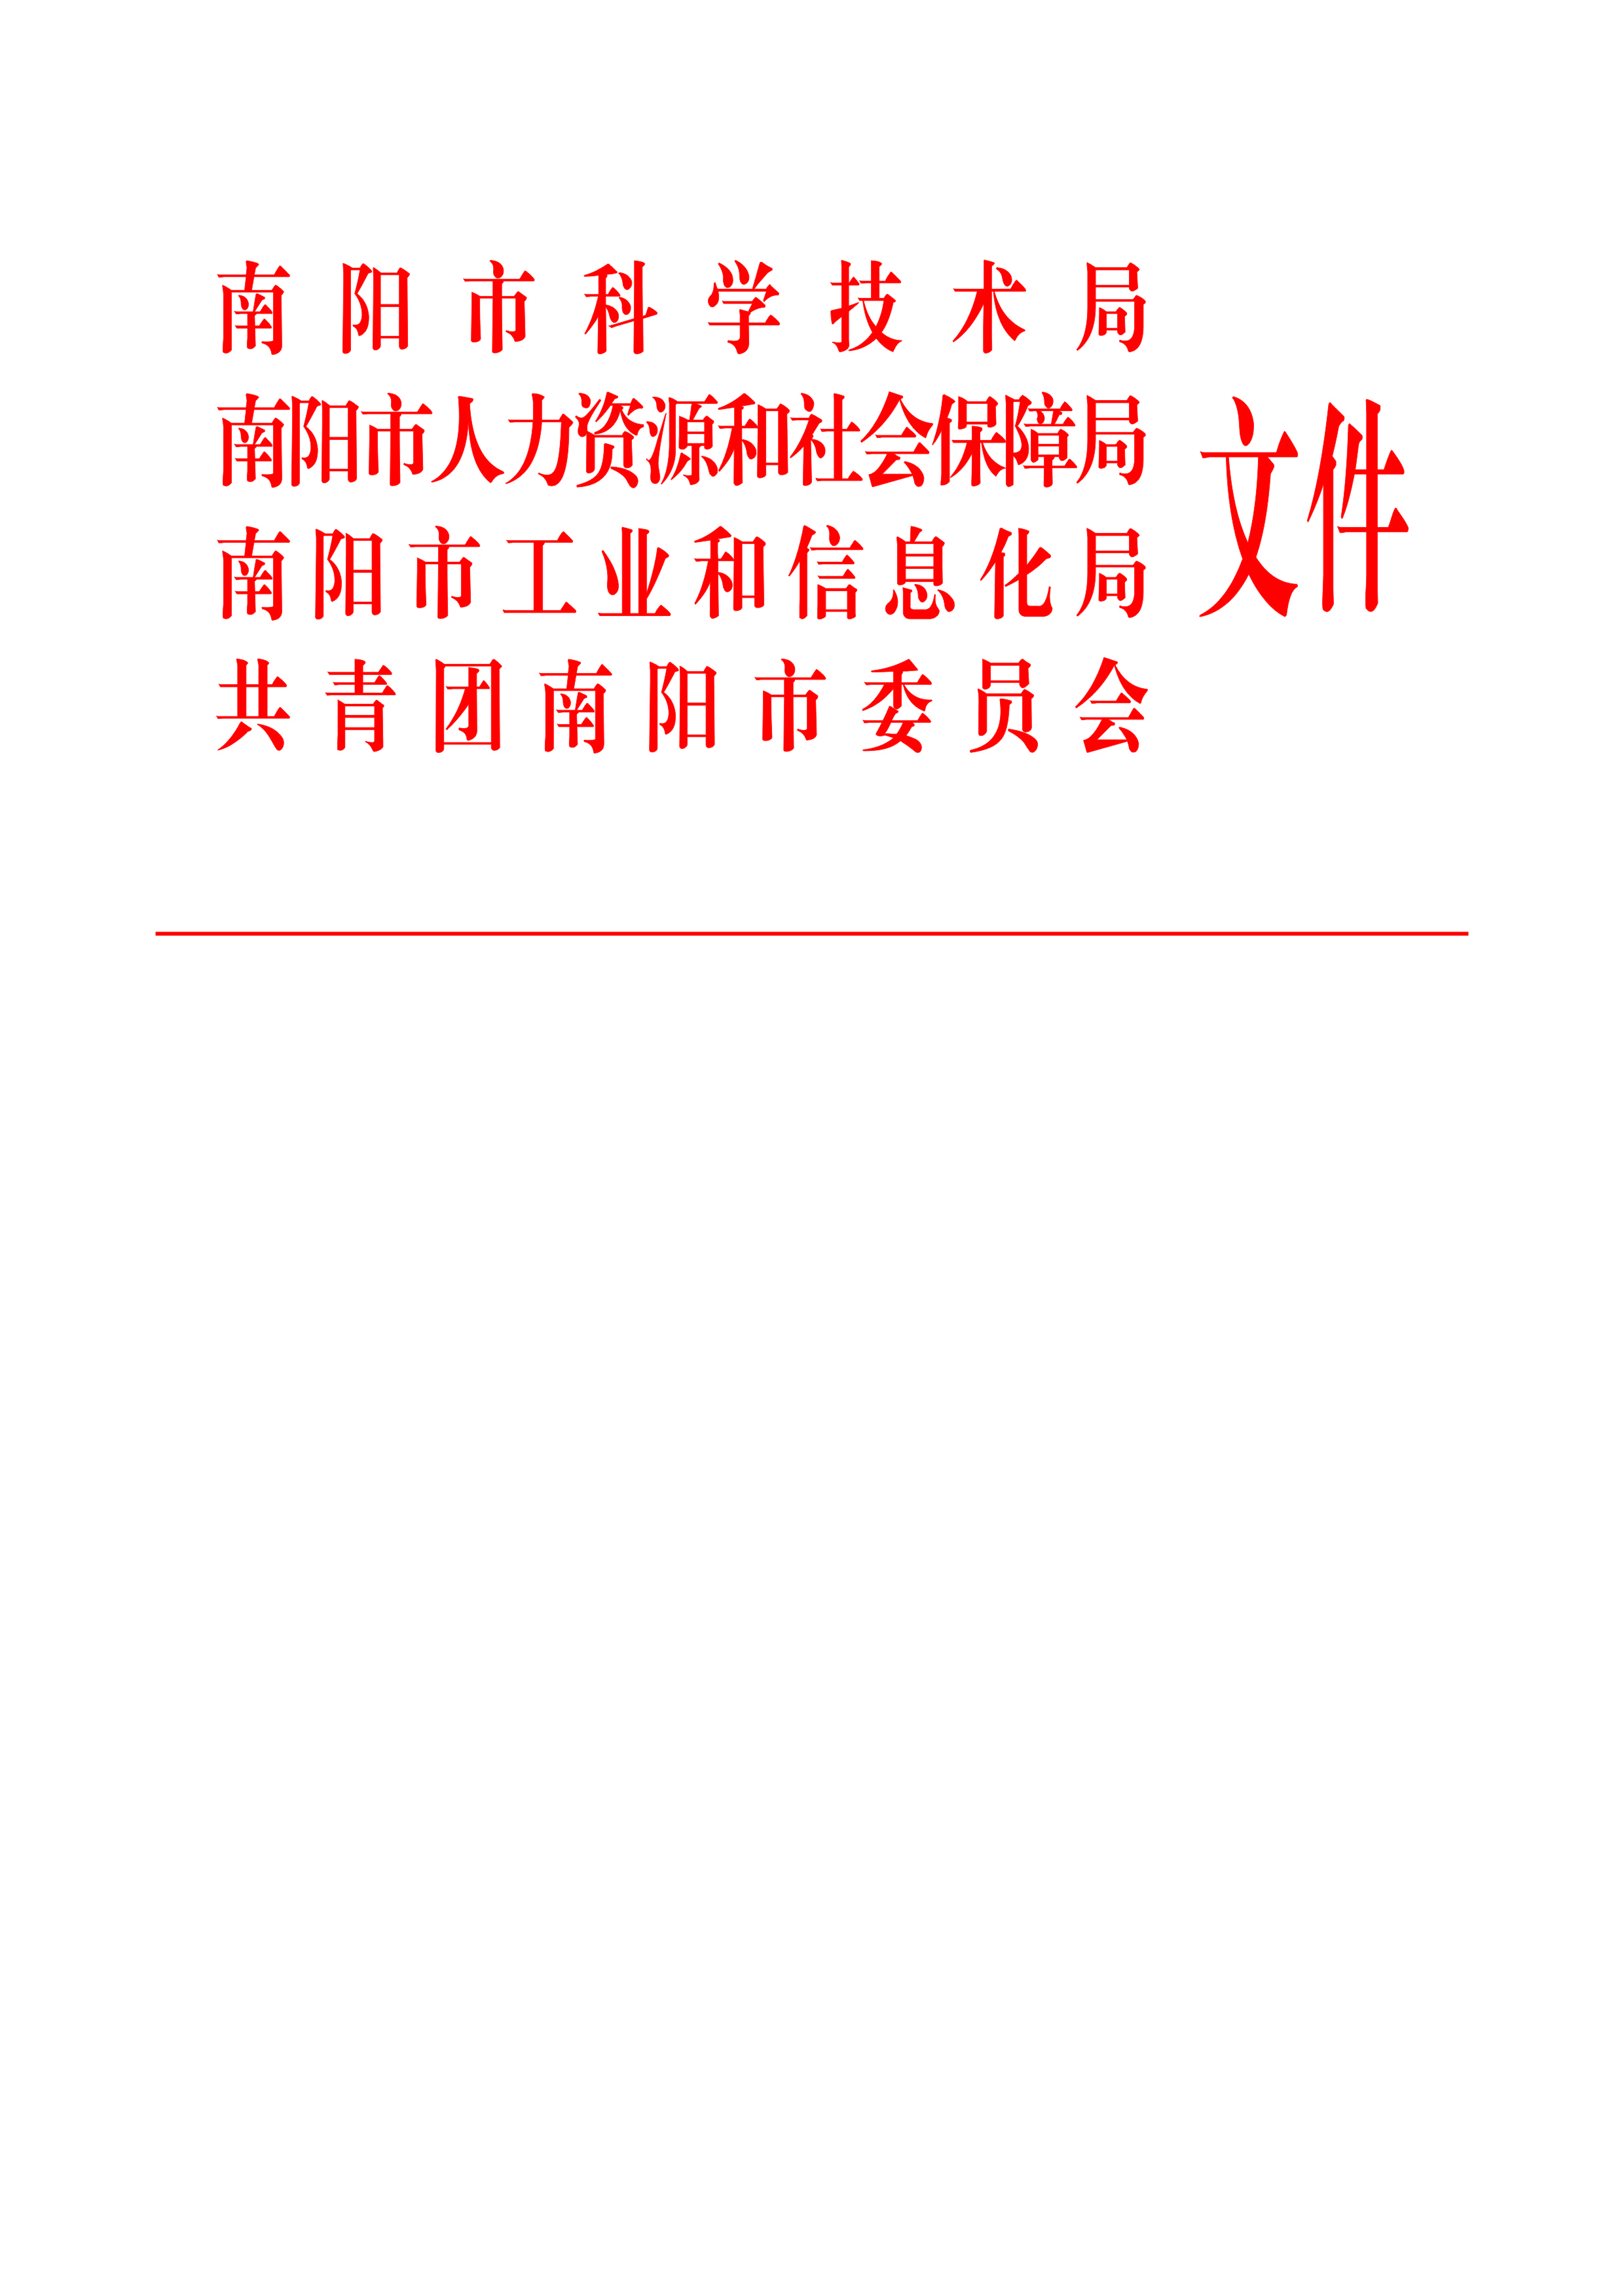 南阳市科学技术局
南阳市人力资源和社会保障局
文件
南阳市工业和信息化局
共青团南阳市委员会